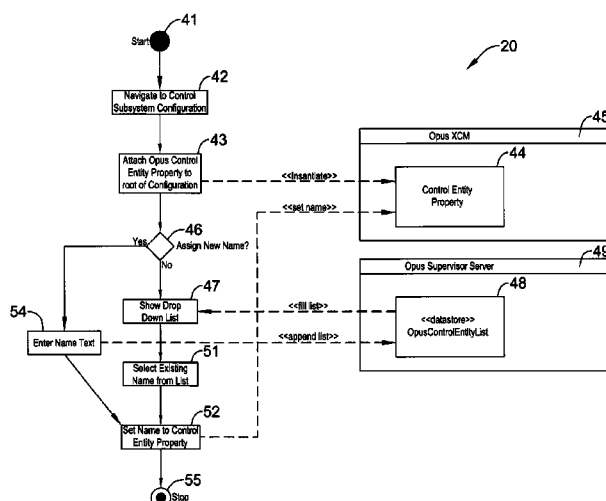 41
Start
20
42
Navigate to Control
Subsystem Configuration
43
Attach Opus Control
Entity Property to
root of Configuration
<<Insantiate>>
45
Opus XCM
44
Control Entity
Property
<<set name>>
46
Yes
Assign New Name?
No
49
Opus Supervisor Server
47
Show Drop
Down List
<<fill list>>
48
<<datastore>>
OpusControlEntityList
54
Enter Name Text
<<append list>>
51
Select Existing
Name from List
52
Set Name to Control
Entity Property
55
Stop